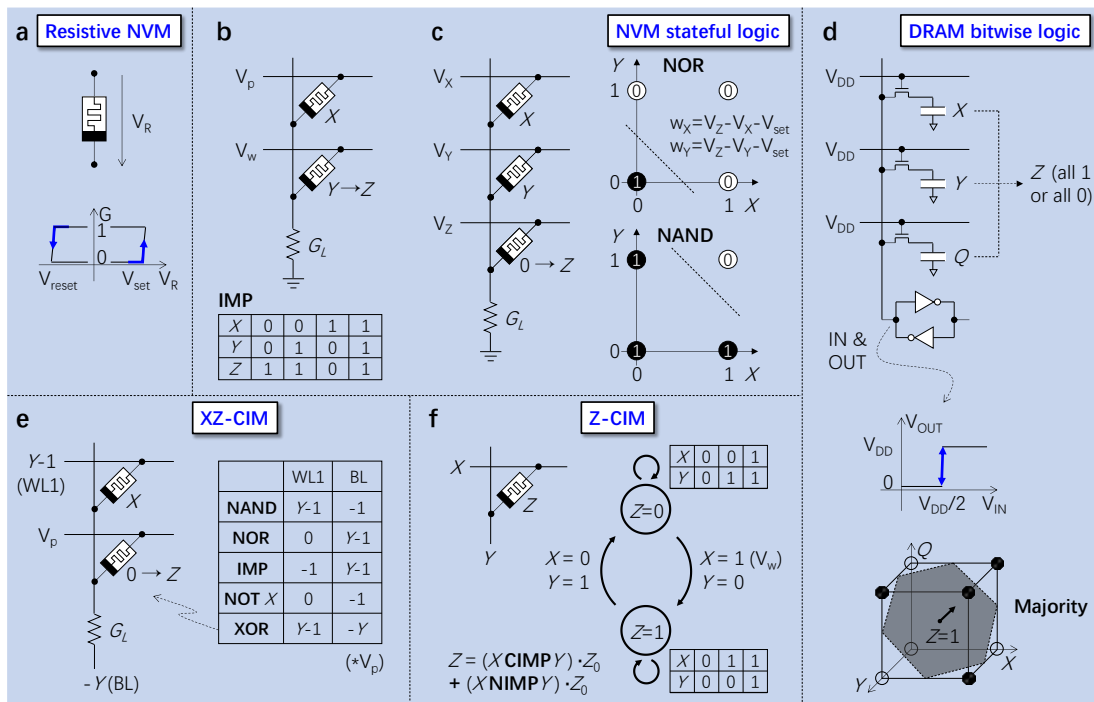 a
Resistive NVM
V_R
G
1
0
V_reset
V_set
V_R
b
V_p
X
V_w
Y→Z
G_L
IMP
X 0 0 1 1
Y 0 1 0 1
Z 1 1 0 1
c
NVM stateful logic
V_X
X
V_Y
Y
V_Z
0→Z
G_L
Y
NOR
1 0 0
w_X=V_Z-V_X-V_set
w_Y=V_Z-V_Y-V_set
0 1 0
0 1 X
Y
NAND
1 1 0
0 1 1
0 1 X
d
DRAM bitwise logic
V_DD
X
V_DD
Y
Z (all 1
or all 0)
V_DD
Q
IN &
OUT
V_OUT
V_DD
0
V_DD/2
V_IN
Q
Majority
Z=1
X
Y
e
XZ-CIM
Y-1
(WL1)
X
V_p
0→Z
G_L
-Y(BL)
WL1 BL
NAND Y-1 -1
NOR 0 Y-1
IMP -1 Y-1
NOT X 0 -1
XOR Y-1 -Y
(*V_p)
f
Z-CIM
X
Z
Y
X 0 0 1
Y 0 1 1
Z=0
X = 0
Y = 1
X = 1 (V_w)
Y = 0
Z=1
X 0 1 1
Y 0 0 1
Z = (X CIMP Y)·Z_0
+ (X NIMP Y)·Z_0